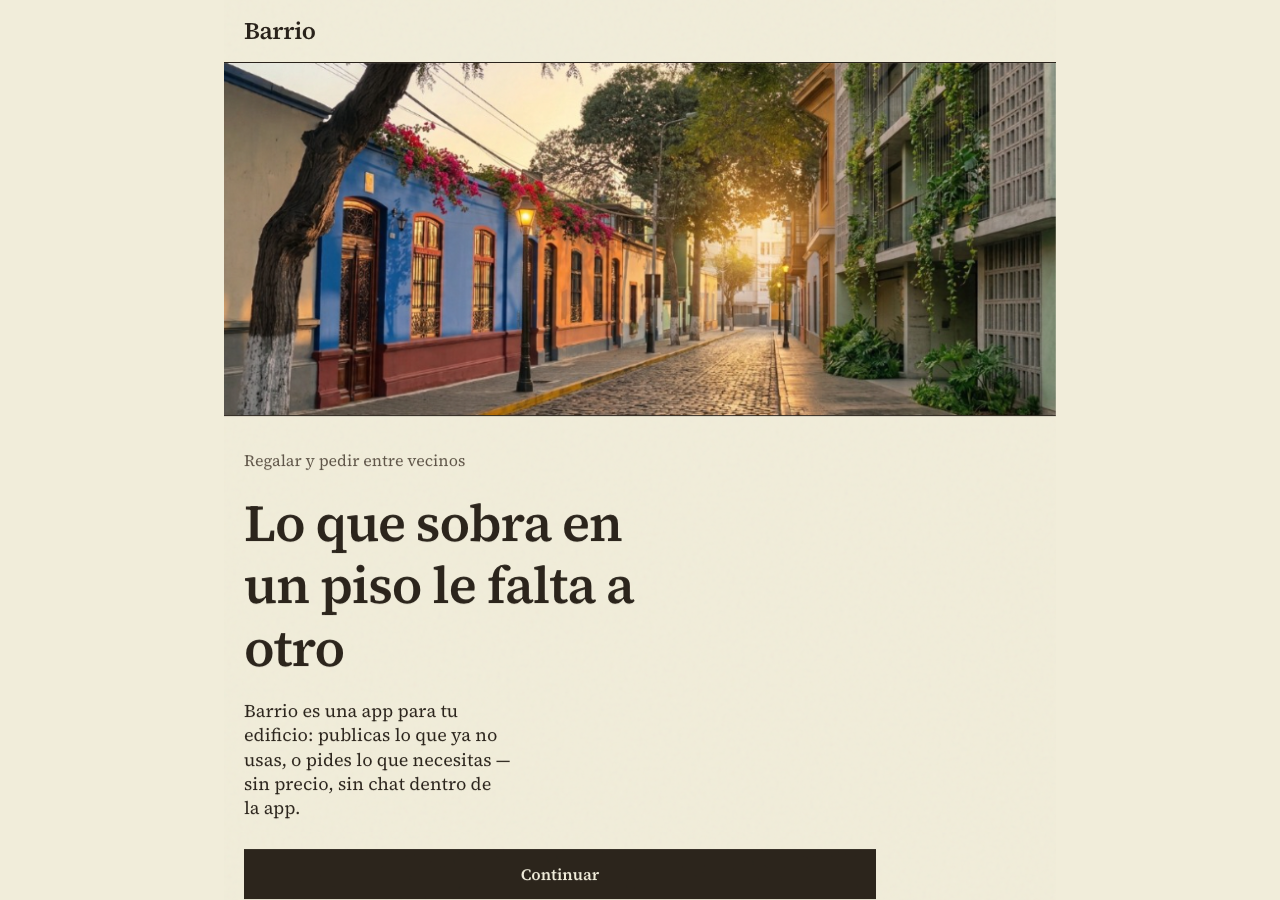 Barrio
Regalar y pedir entre vecinos
Lo que sobra en
un piso le falta a
otro
Barrio es una app para tu
edificio: publicas lo que ya no
usas, o pides lo que necesitas —
sin precio, sin chat dentro de
la app.
Continuar